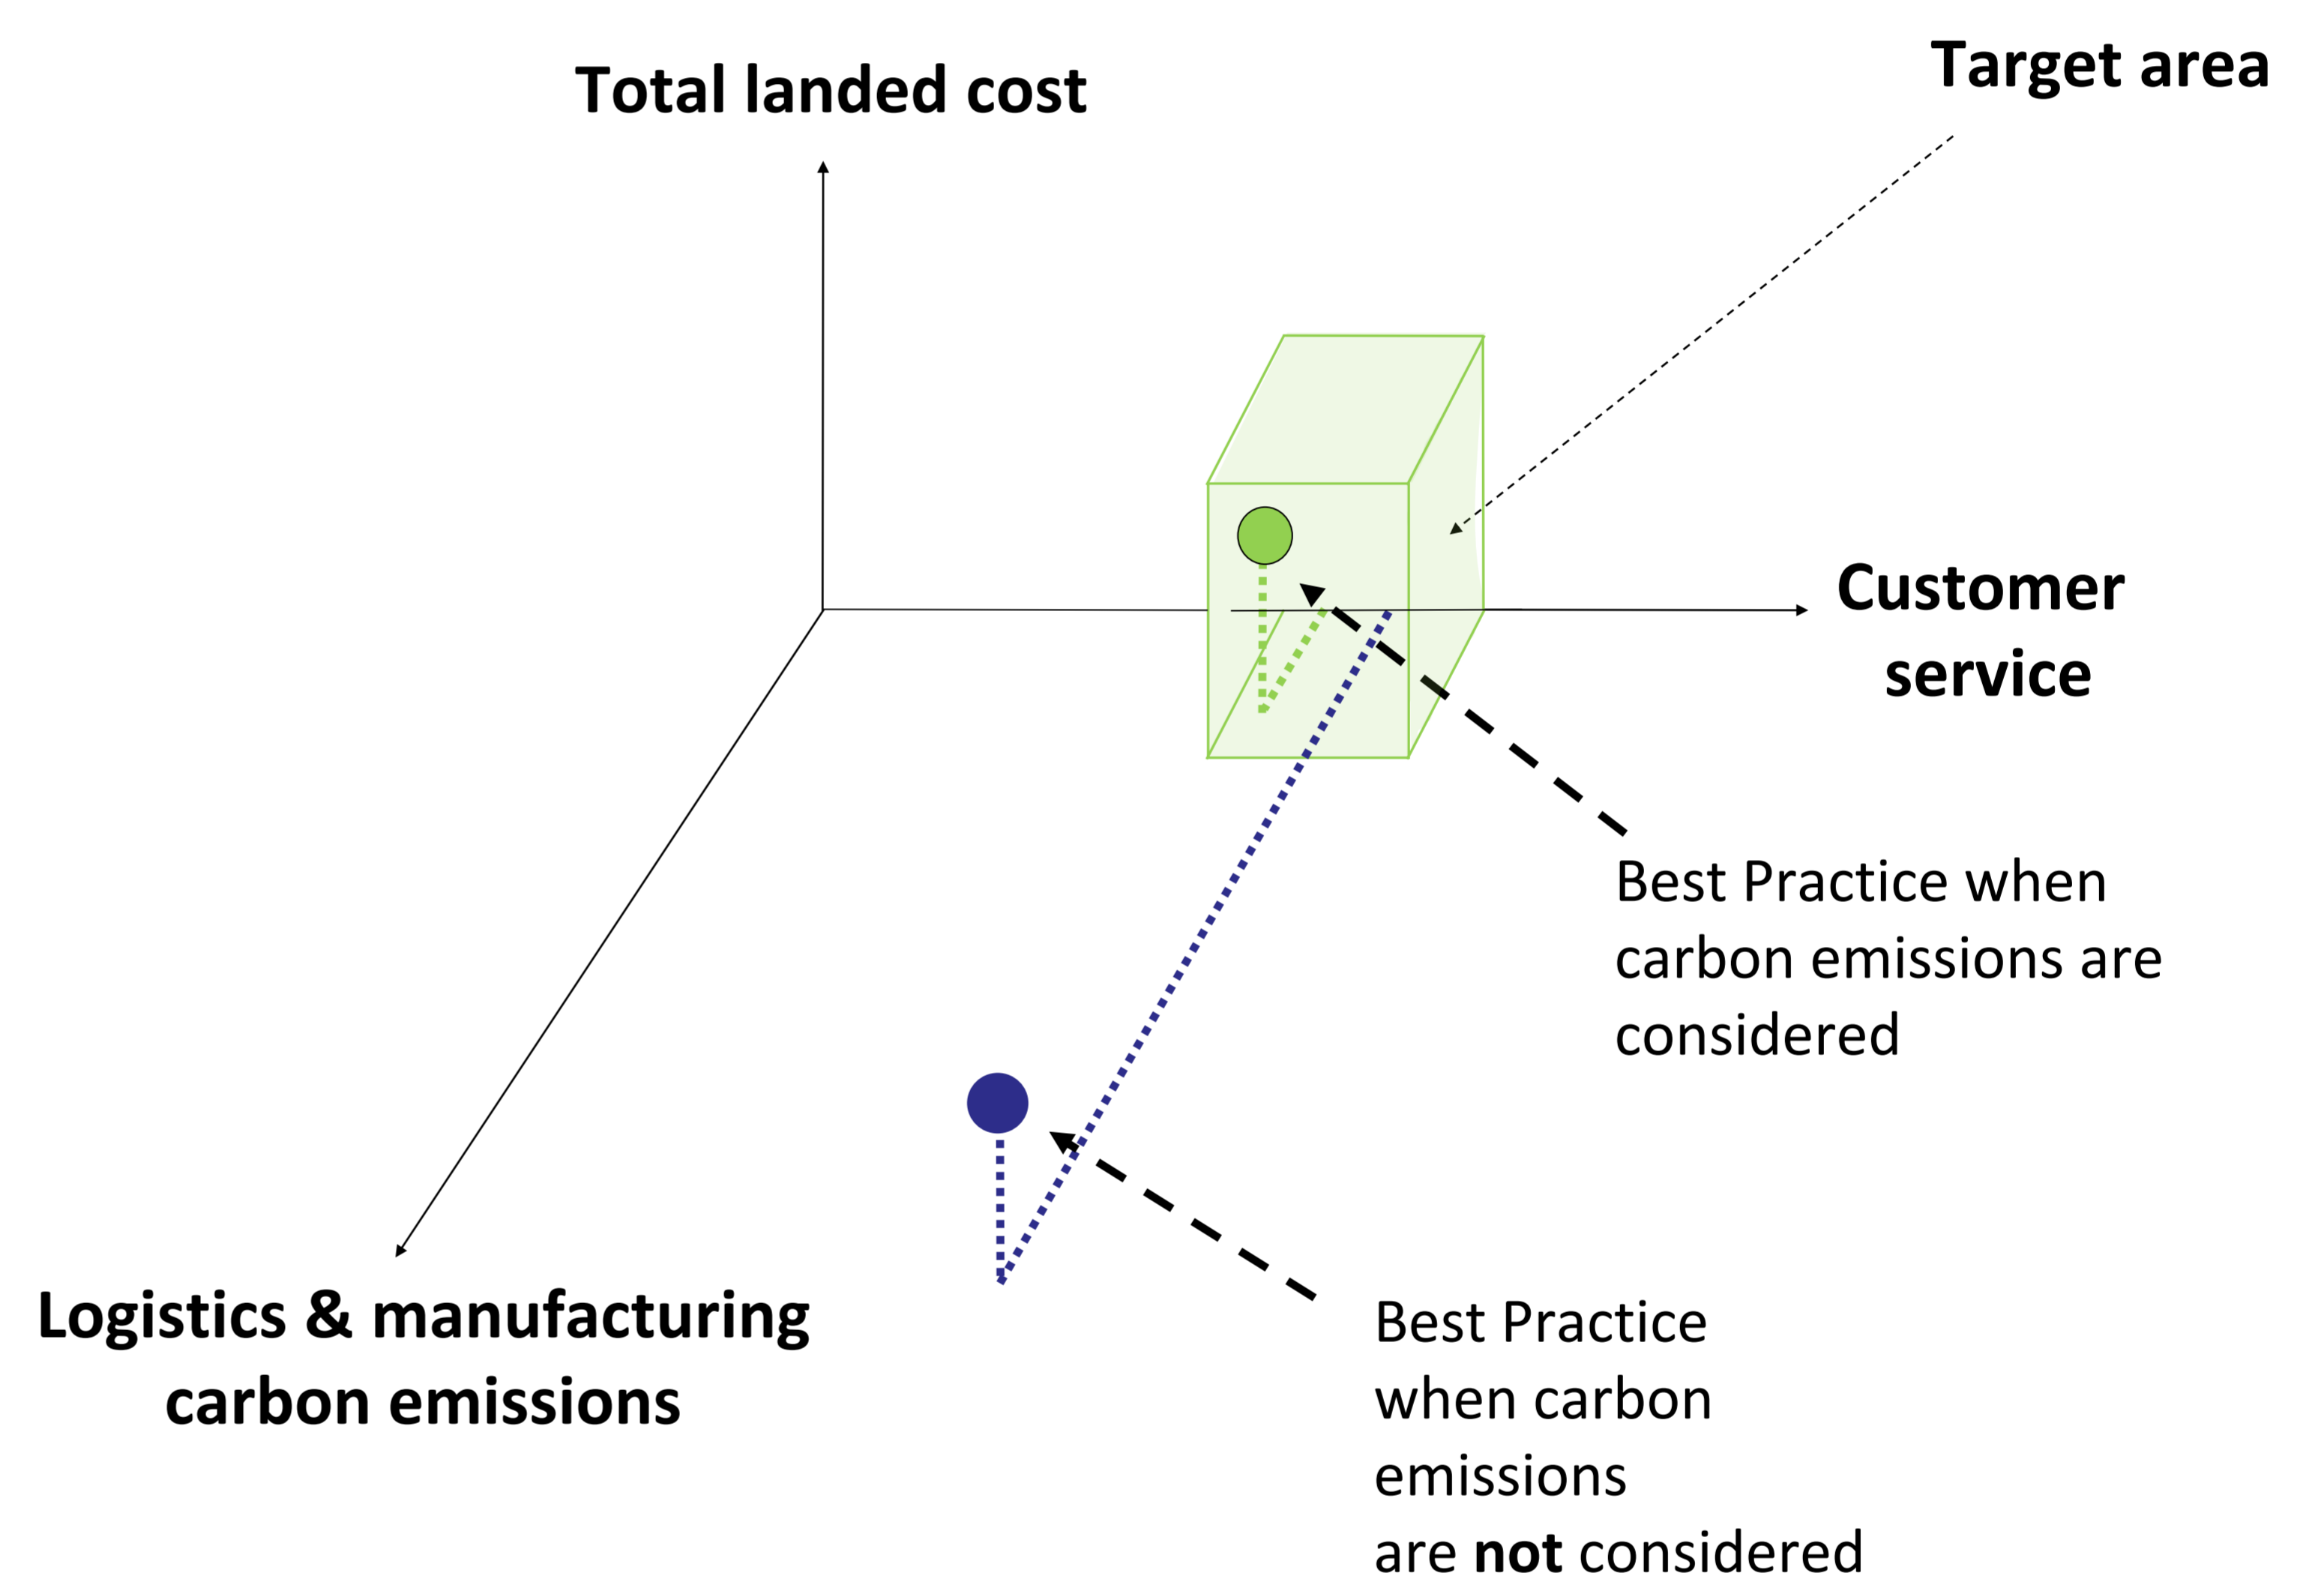 Total landed cost
Target area
Customer
service
Best Practice when
carbon emissions are
considered
Logistics & manufacturing
carbon emissions
Best Practice
when carbon
emissions
are not considered